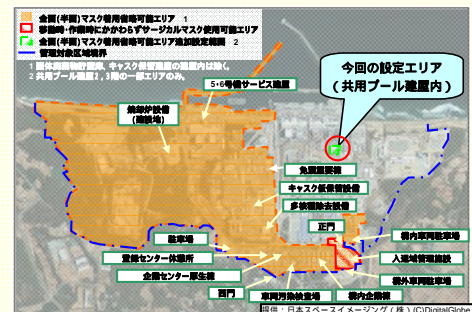 全面(半面)マスク着用省略可能エリア 1
移動時・作業時にかかわらずサージカルマスク使用可能エリア
全面(半面)マスク着用省略可能エリア追加設定範囲 2
管理対象区域境界
1 固体廃棄物貯蔵庫、キャスク保管建屋の建屋内は除く。
2 共用プール建屋2，3階の一部エリアのみ。
今回の設定エリア
（共用プール建屋内）
5・6号機サービス建屋
焼却炉設備
(建設地)
免震重要棟
キャスク仮保管設備
多核種除去設備
正門
構内車両駐車場
駐車場
登録センター休憩所
入退域管理施設
企業センター厚生棟
構外車両駐車場
西門
車両汚染検査場
構内企業棟
提供：日本スペースイメージング（株）(C)DigitalGlobe